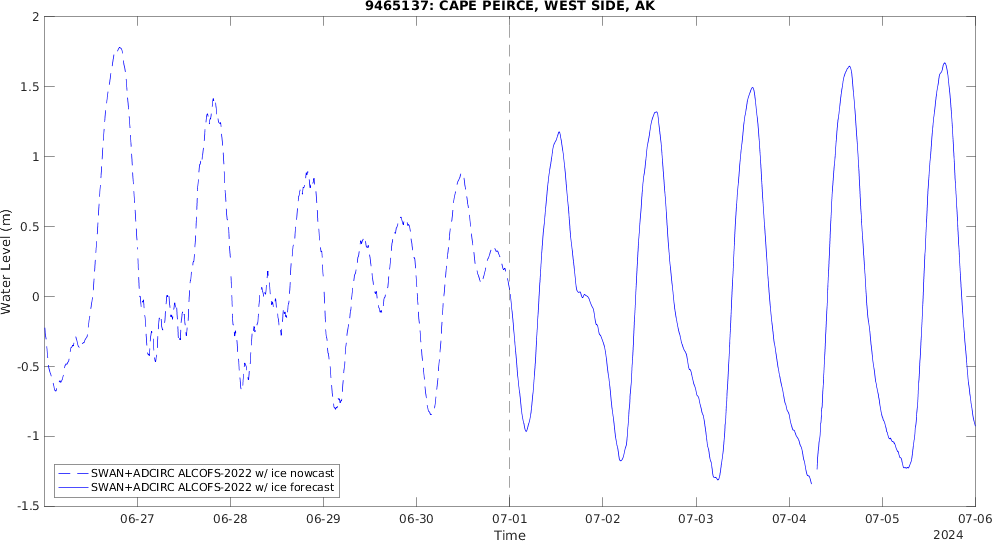 9465137: CAPE PEIRCE, WEST SIDE, AK
Water Level (m)
2
1.5
1
0.5
0
-0.5
-1
-1.5
SWAN+ADCIRC ALCOFS-2022 w/ ice nowcast
SWAN+ADCIRC ALCOFS-2022 w/ ice forecast
06-27 06-28 06-29 06-30 07-01 07-02 07-03 07-04 07-05 07-06
Time
2024